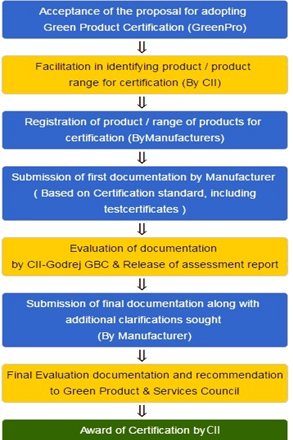 Acceptance of the proposal for adopting
Green Product Certification (GreenPro)
Facilitation in identifying product / product
range for certification (By CII)
Registration of product / range of products for
certification (ByManufacturers)
Submission of first documentation by Manufacturer
( Based on Certification standard, including
testcertificates )
Evaluation of documentation
by CII-Godrej GBC & Release of assessment report
Submission of final documentation along with
additional clarifications sought
(By Manufacturer)
Final Evaluation documentation and recommendation
to Green Product & Services Council
Award of Certification by CII